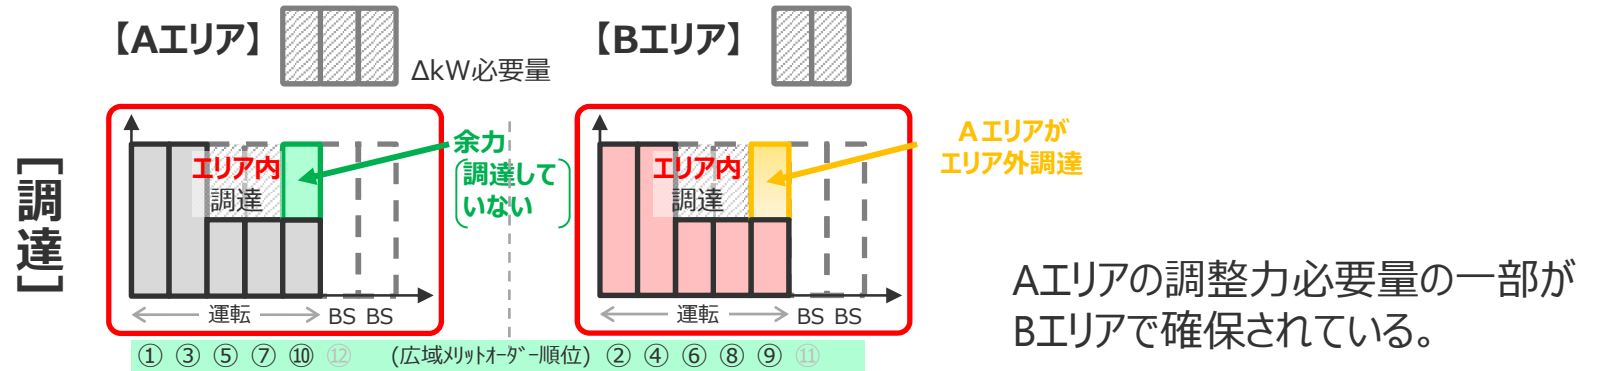 【Aエリア】
ΔkW必要量
【Bエリア】
[調達]
エリア内
調達
余力
調達して
いない
運転
BS BS
エリア内
調達
Aエリアが
エリア外調達
運転
BS BS
① ③ ⑤ ⑦ ⑩ ⑫ (広域メリットオーダー順位) ② ④ ⑥ ⑧ ⑨ ⑪
Aエリアの調整力必要量の一部が
Bエリアで確保されている。